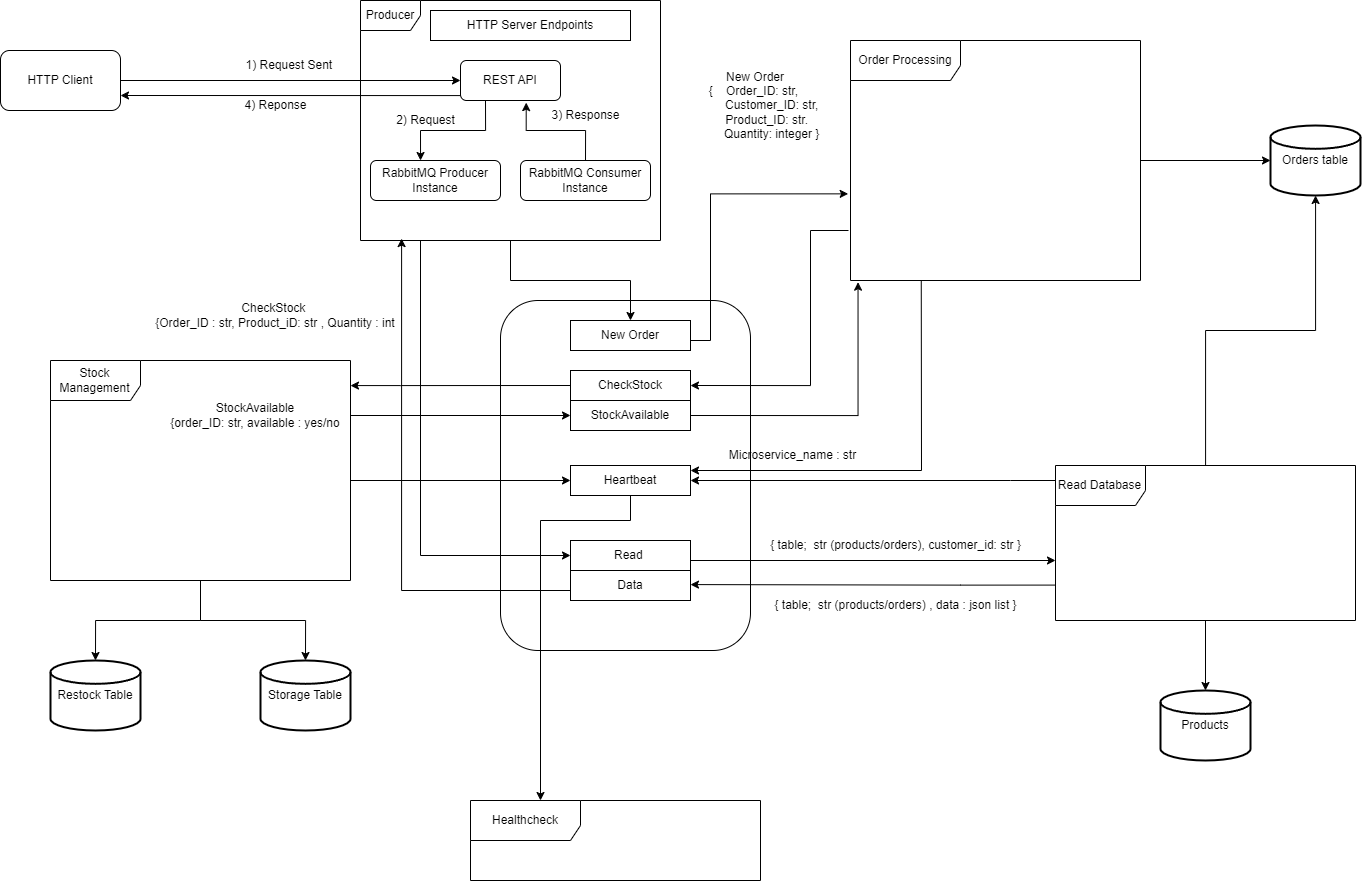 Producer
HTTP Server Endpoints
HTTP Client
1) Request Sent
REST API
4) Reponse
2) Request
3) Response
RabbitMQ Producer
Instance
RabbitMQ Consumer
Instance
New Order
{    Order_ID: str,
Customer_ID: str,
Product_ID: str.
Quantity: integer }
Order Processing
Orders table
CheckStock
{Order_ID : str, Product_iD: str , Quantity : int
New Order
Stock
Management
CheckStock
StockAvailable
{order_ID: str, available : yes/no
StockAvailable
Microservice_name : str
Heartbeat
Read Database
Read
{ table;  str (products/orders), customer_id: str }
Data
{ table;  str (products/orders) , data : json list }
Restock Table
Storage Table
Products
Healthcheck